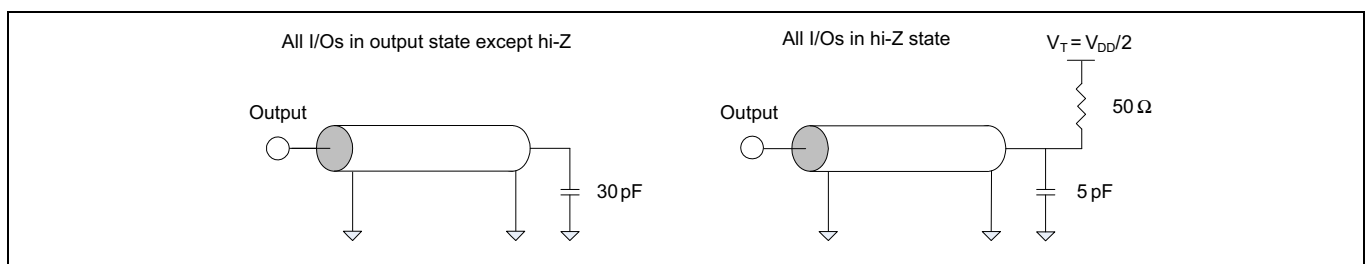 All I/Os in output state except hi-Z
Output
30 pF
All I/Os in hi-Z state
V_T = V_DD/2
50 Ω
Output
5 pF